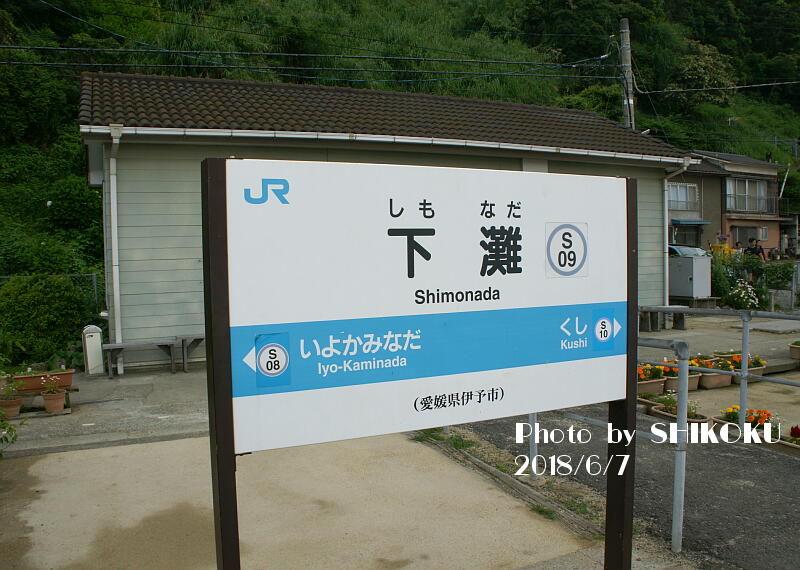 JR
しも なだ
下 灘
S
09
Shimonada
S
08
いよかみなだ
Iyo-Kaminada
くし
Kushi
S
10
(愛媛県伊予市)
Photo by SHIKOKU
2018/6/7